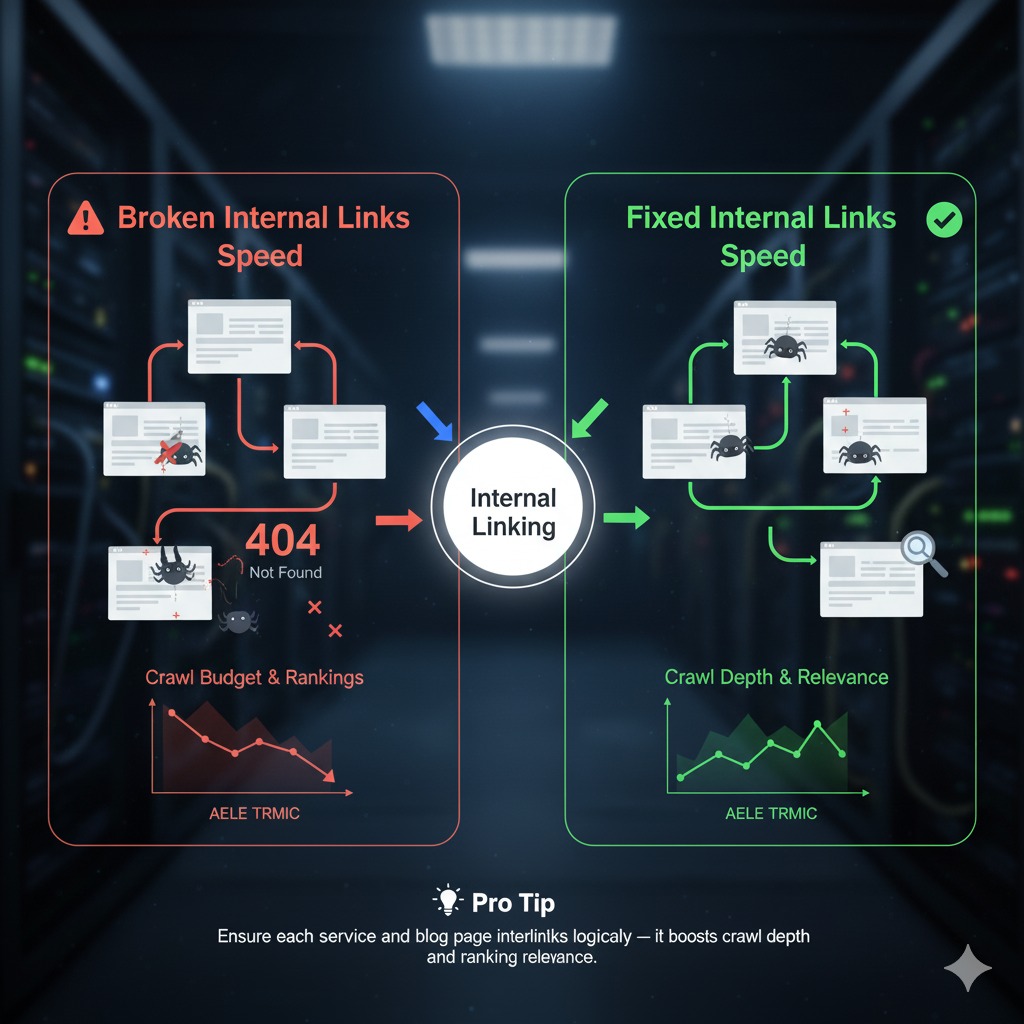 Broken Internal Links
Speed
404
Not Found
Crawl Budget & Rankings
AELE TRMIC
Internal
Linking
Fixed Internal Links
Speed
Crawl Depth & Relevance
AELE TRMIC
Pro Tip
Ensure each service and blog page interlinks logicaly — it boosts crawl depth
and ranking relevance.